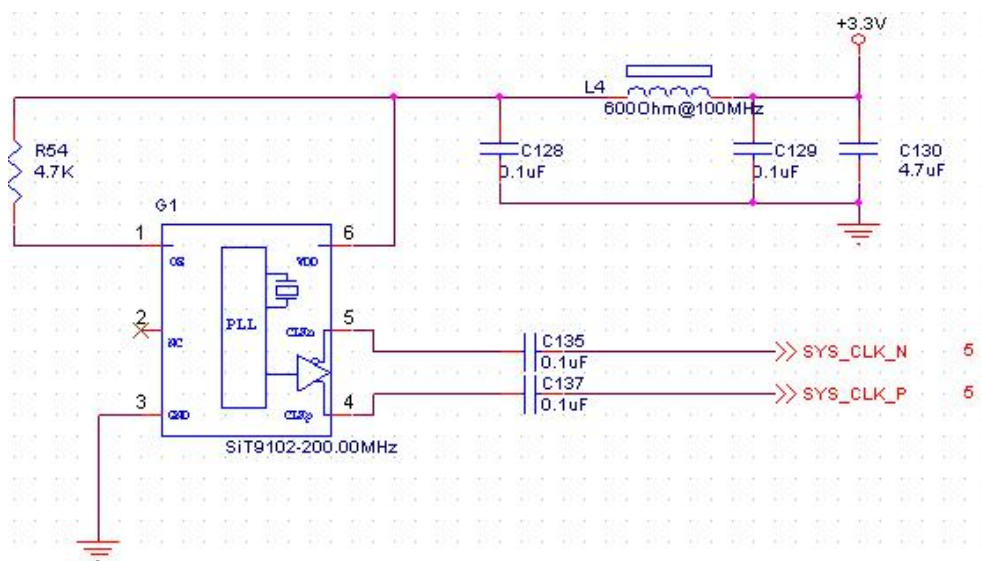 +3.3V
L4
600Ohm@100MHz
R54
4.7K
C128
0.1uF
C129
0.1uF
C130
4.7uF
G1
1
6
OE
VDD
2
5
PLL
CLKn
NC
C135
0.1uF
SYS_CLK_N 5
3
4
GND
CLKp
C137
0.1uF
SYS_CLK_P 5
SiT9102-200.00MHz